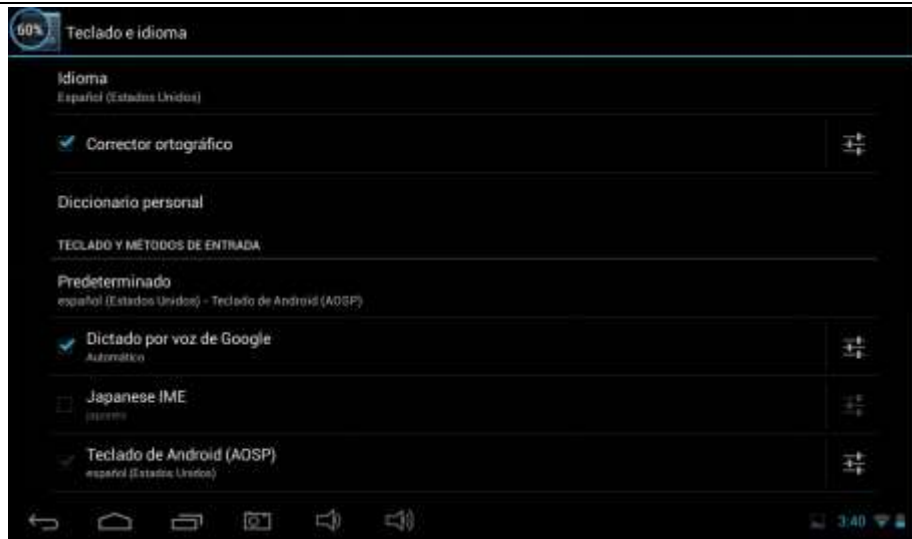 60%
Teclado e idioma
Idioma
Español (Estados Unidos)
Corrector ortográfico
Diccionario personal
TECLADO Y MÉTODOS DE ENTRADA
Predeterminado
español (Estados Unidos) - Teclado de Android (AOSP)
Dictado por voz de Google
Automático
Japanese IME
japonés
Teclado de Android (AOSP)
español (Estados Unidos)
3:40